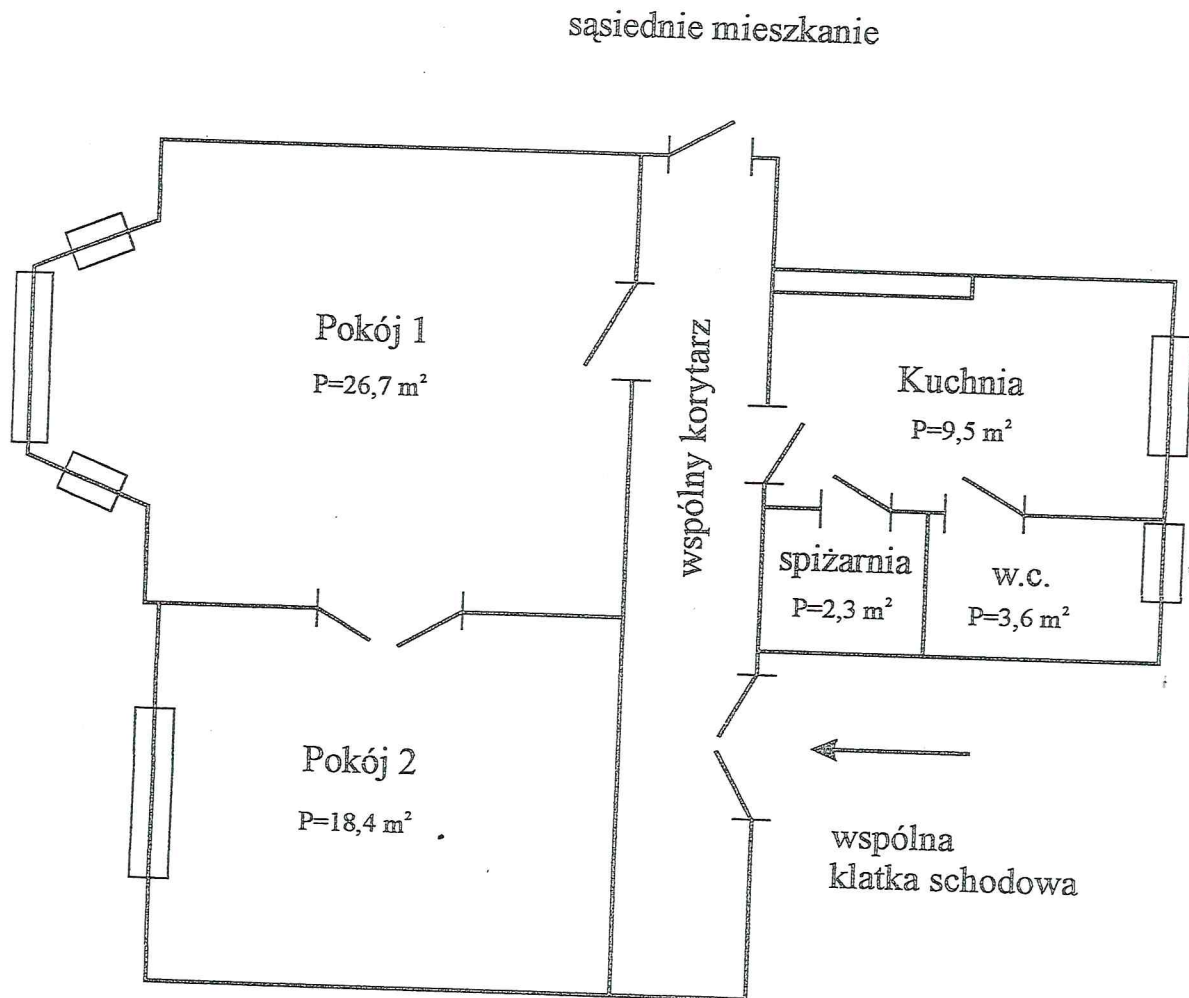 sąsiednie mieszkanie
Pokój 1
P=26,7 m²
wspólny korytarz
Kuchnia
P=9,5 m²
spiżarnia
P=2,3 m²
w.c.
P=3,6 m²
Pokój 2
P=18,4 m²
wspólna
klatka schodowa